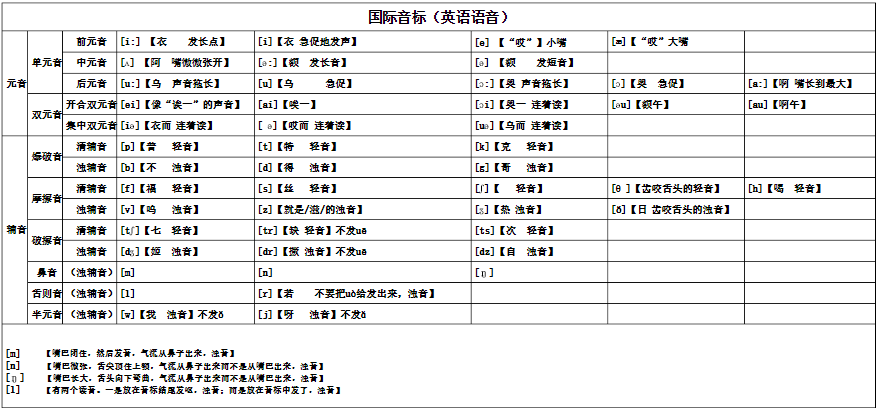 国际音标（英语语音）
元音 单元音 前元音 [i:] 【衣 发长点】 [i]【衣 急促地发声】 [e] 【“哎”】小嘴 [æ] 【“哎”大嘴
中元音 [ʌ] 【阿 嘴微微张开】 [ə:]【额 发长音】 [ə] 【额 发短音】
后元音 [u:]【乌 声音拖长】 [u]【乌 急促】 [ɔ:]【奥 声音拖长】 [ɔ]【奥 急促】 [a:]【啊 嘴长到最大】
双元音 开合双元音 [ei]【像“诶一”的声音】 [ai]【唉一】 [ɔi]【奥一 连着读】 [əu]【额午】 [au]【啊午】
集中双元音 [iə]【衣而 连着读】 [ ə]【哎而 连着读】 [uə]【乌而 连着读】
辅音 爆破音 清辅音 [p]【普 轻音】 [t]【特 轻音】 [k]【克 轻音】
浊辅音 [b]【不 浊音】 [d]【得 浊音】 [g]【哥 浊音】
摩擦音 清辅音 [f]【福 轻音】 [s]【丝 轻音】 [ʃ]【 轻音】 [θ ]【齿咬舌头的轻音】 [h]【喝 轻音】
浊辅音 [v]【呜 浊音】 [z]【就是/滋/的浊音】 [ʒ]【热 浊音】 [ð]【日 齿咬舌头的浊音】
破擦音 清辅音 [tʃ]【七 轻音】 [tr]【缺 轻音】不发uē [ts]【次 轻音】
浊辅音 [dʒ]【姬 浊音】 [dr]【撅 浊音】不发uē [dz]【自 浊音】
鼻音 （浊辅音） [m] [n] [ŋ]
舌则音 （浊辅音） [l] [r]【若 不要把uò给发出来，浊音】
半元音 （浊辅音） [w]【我 浊音】不发ǒ [j]【呀 浊音】不发ā
[m] 【嘴巴闭住，然后发音，气流从鼻子出来，浊音】
[n] 【嘴巴微张，舌尖顶住上颚，气流从鼻子出来而不是从嘴巴出来，浊音】
[ŋ] 【嘴巴长大，舌头向下弯曲，气流从鼻子出来而不是从嘴巴出来，浊音】
[l] 【有两个读音。一是放在音标结尾发呕，浊音；而是放在音标中发了，浊音】